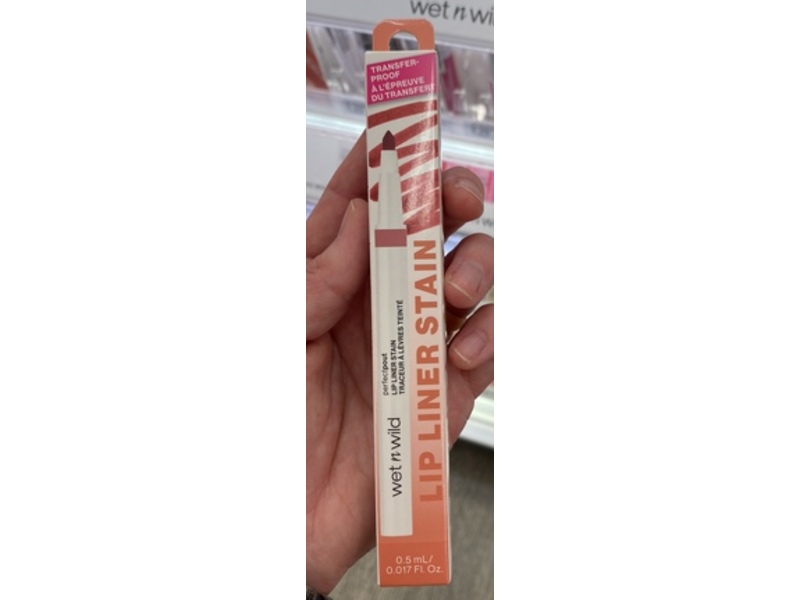 wet n wil
TRANSFER-
PROOF
À L'ÉPREUVE
DU TRANSFERT
LIP LINER STAIN
perfectpout
LIP LINER STAIN
TRACEUR À LÈVRES TEINTÉ
wet n wild
0.5 mL/
0.017 Fl. Oz.